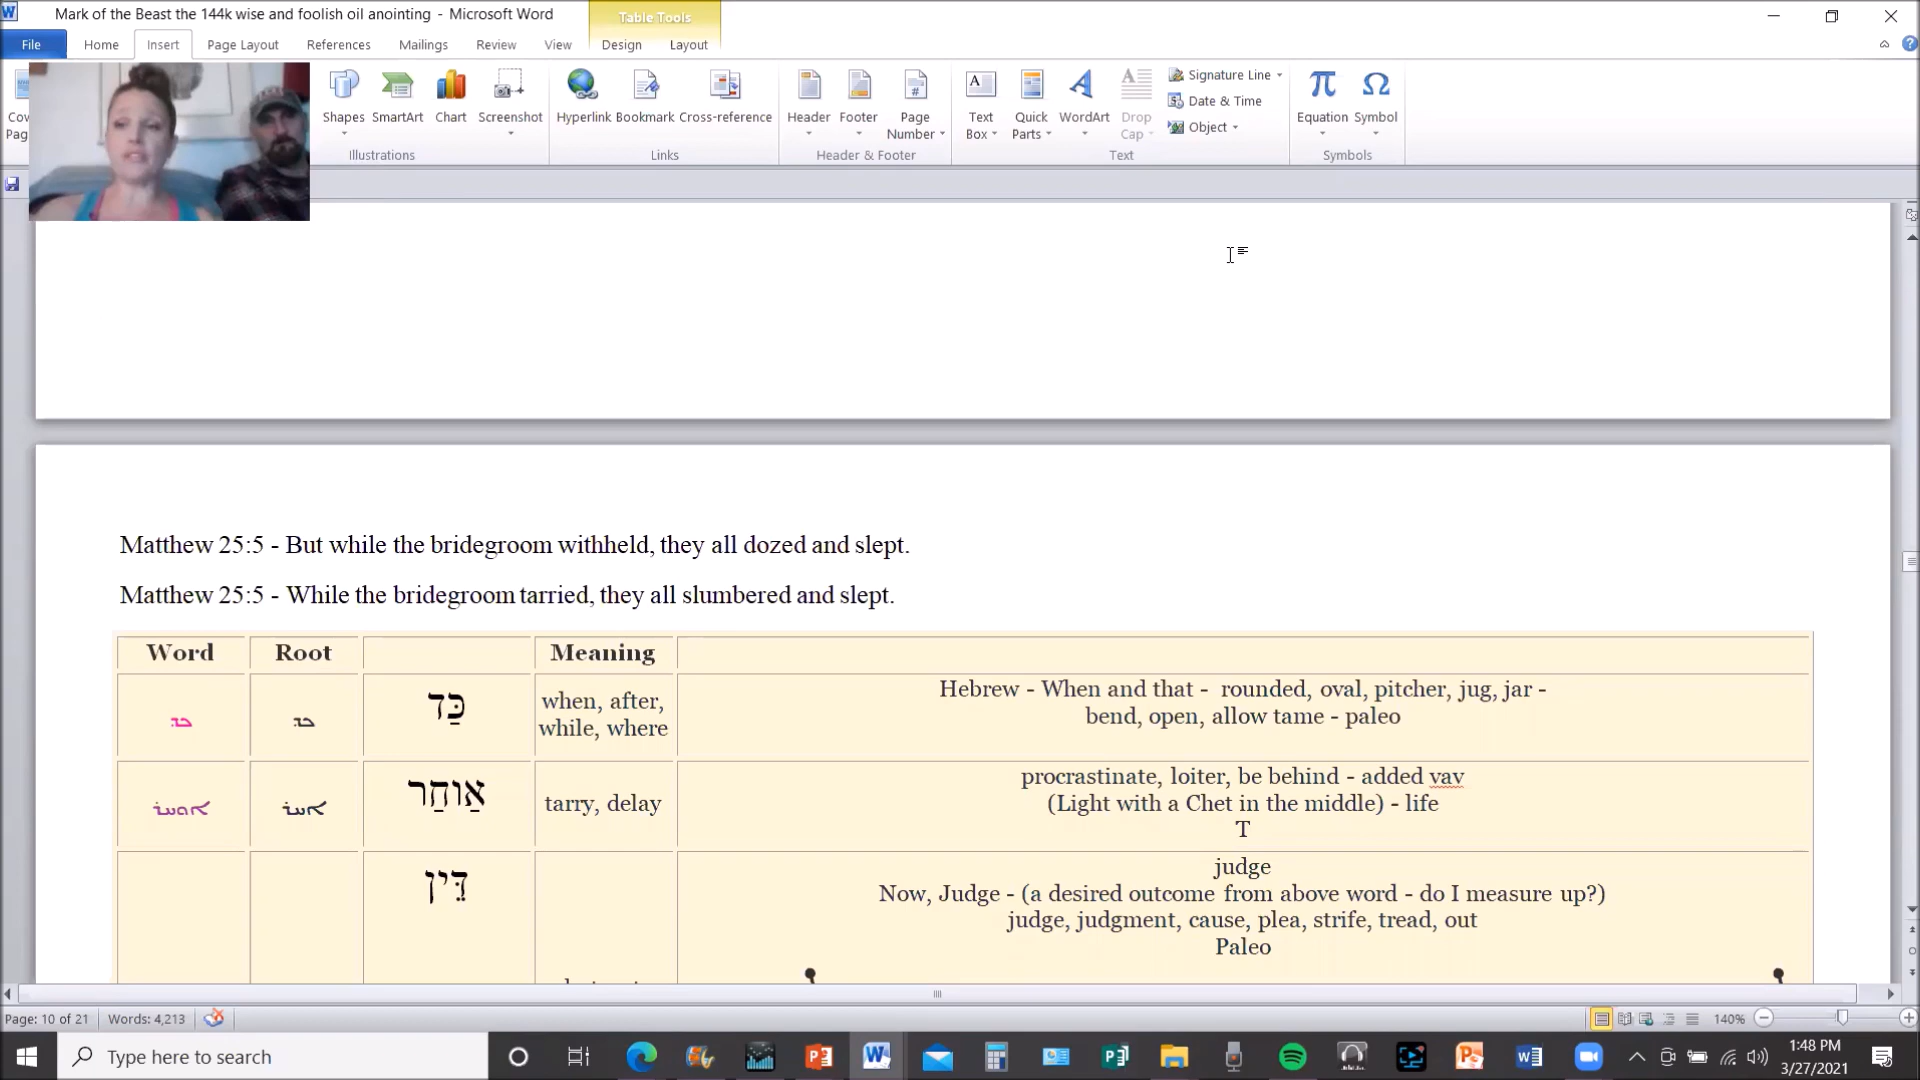 Mark of the Beast the 144k wise and foolish oil anointing - Microsoft Word
Table Tools
File Home Insert Page Layout References Mailings Review View Design Layout
Shapes SmartArt Chart Screenshot Hyperlink Bookmark Cross-reference Header Footer Page Number Text Box Quick Parts WordArt Drop Cap Signature Line Date & Time Object Equation Symbol
Illustrations Links Header & Footer Text Symbols
Matthew 25:5 - But while the bridegroom withheld, they all dozed and slept.
Matthew 25:5 - While the bridegroom tarried, they all slumbered and slept.
Word Root Meaning
ܟܕ ܟܕ כַּד when, after, while, where
Hebrew - When and that - rounded, oval, pitcher, jug, jar -
bend, open, allow tame - paleo
ܐܘܚܪ ܐܚܪ אַוחַר tarry, delay
procrastinate, loiter, be behind - added vav
(Light with a Chet in the middle) - life
T
דֵּין
judge
Now, Judge - (a desired outcome from above word - do I measure up?)
judge, judgment, cause, plea, strife, tread, out
Paleo
Page: 10 of 21 Words: 4,213 140%
Type here to search
1:48 PM
3/27/2021